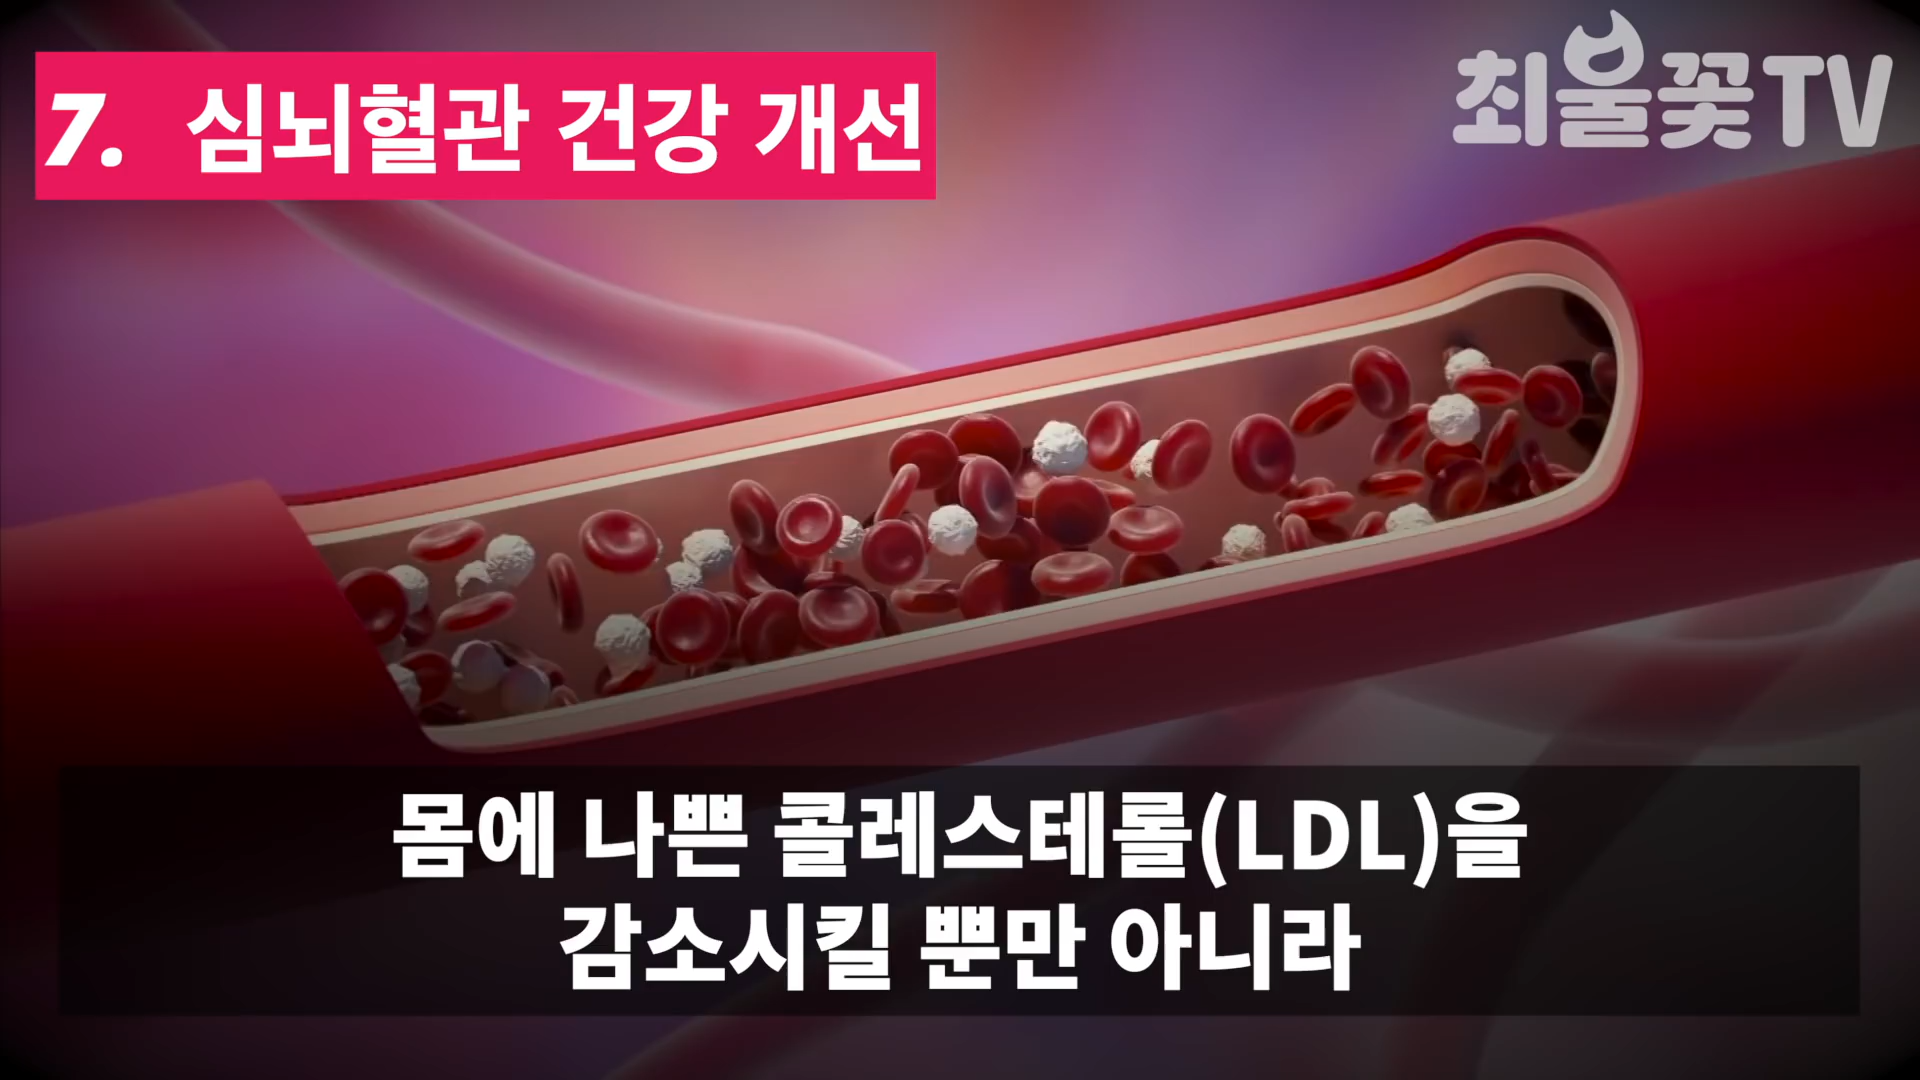 7. 심뇌혈관 건강 개선
최울꽃TV
몸에 나쁜 콜레스테롤(LDL)을
감소시킬 뿐만 아니라